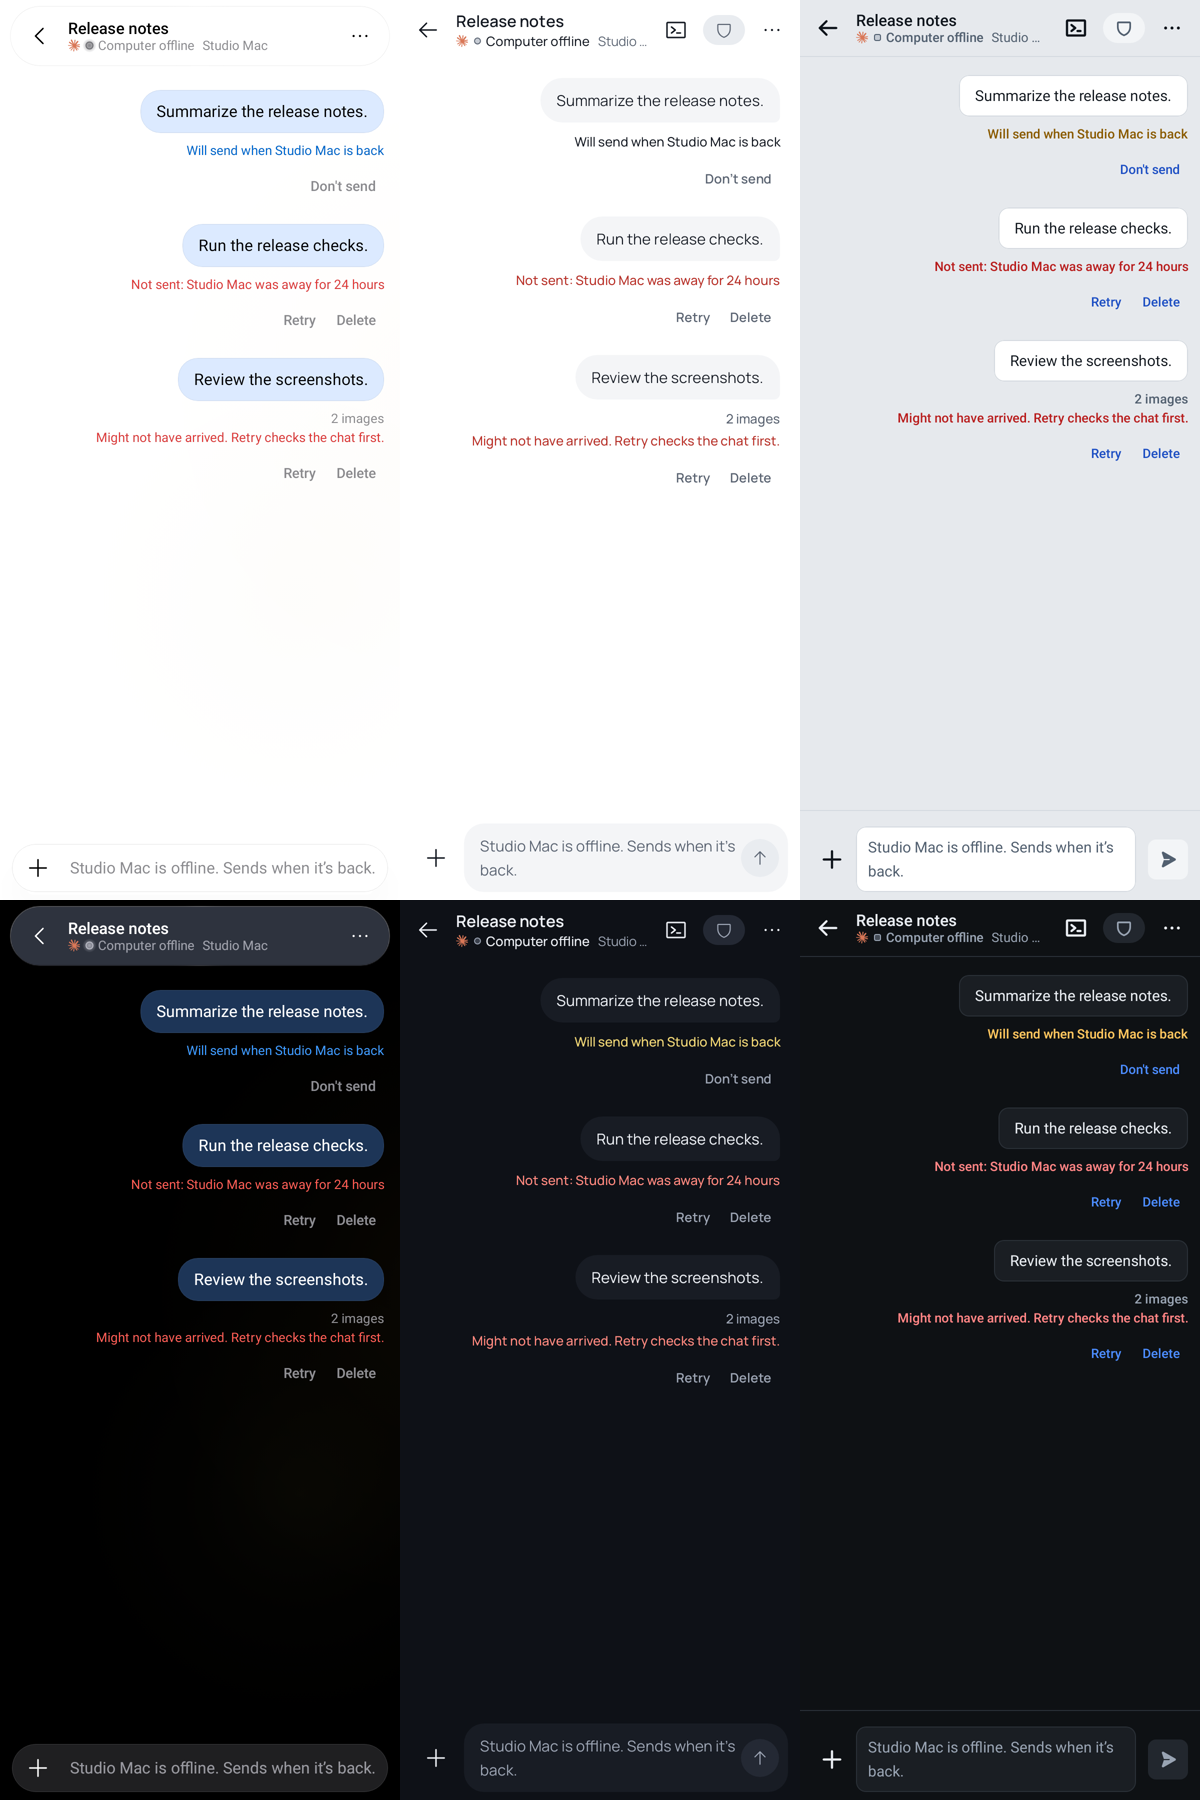 Release notes
Computer offline Studio Mac
Summarize the release notes.
Will send when Studio Mac is back
Don't send
Run the release checks.
Not sent: Studio Mac was away for 24 hours
Retry Delete
Review the screenshots.
2 images
Might not have arrived. Retry checks the chat first.
Retry Delete
Studio Mac is offline. Sends when it's back.
Release notes
Computer offline Studio ...
Summarize the release notes.
Will send when Studio Mac is back
Don't send
Run the release checks.
Not sent: Studio Mac was away for 24 hours
Retry Delete
Review the screenshots.
2 images
Might not have arrived. Retry checks the chat first.
Retry Delete
Studio Mac is offline. Sends when it's
back.
Release notes
Computer offline Studio ...
Summarize the release notes.
Will send when Studio Mac is back
Don't send
Run the release checks.
Not sent: Studio Mac was away for 24 hours
Retry Delete
Review the screenshots.
2 images
Might not have arrived. Retry checks the chat first.
Retry Delete
Studio Mac is offline. Sends when it's
back.
Release notes
Computer offline Studio Mac
Summarize the release notes.
Will send when Studio Mac is back
Don't send
Run the release checks.
Not sent: Studio Mac was away for 24 hours
Retry Delete
Review the screenshots.
2 images
Might not have arrived. Retry checks the chat first.
Retry Delete
Studio Mac is offline. Sends when it's back.
Release notes
Computer offline Studio ...
Summarize the release notes.
Will send when Studio Mac is back
Don't send
Run the release checks.
Not sent: Studio Mac was away for 24 hours
Retry Delete
Review the screenshots.
2 images
Might not have arrived. Retry checks the chat first.
Retry Delete
Studio Mac is offline. Sends when it's
back.
Release notes
Computer offline Studio ...
Summarize the release notes.
Will send when Studio Mac is back
Don't send
Run the release checks.
Not sent: Studio Mac was away for 24 hours
Retry Delete
Review the screenshots.
2 images
Might not have arrived. Retry checks the chat first.
Retry Delete
Studio Mac is offline. Sends when it's
back.